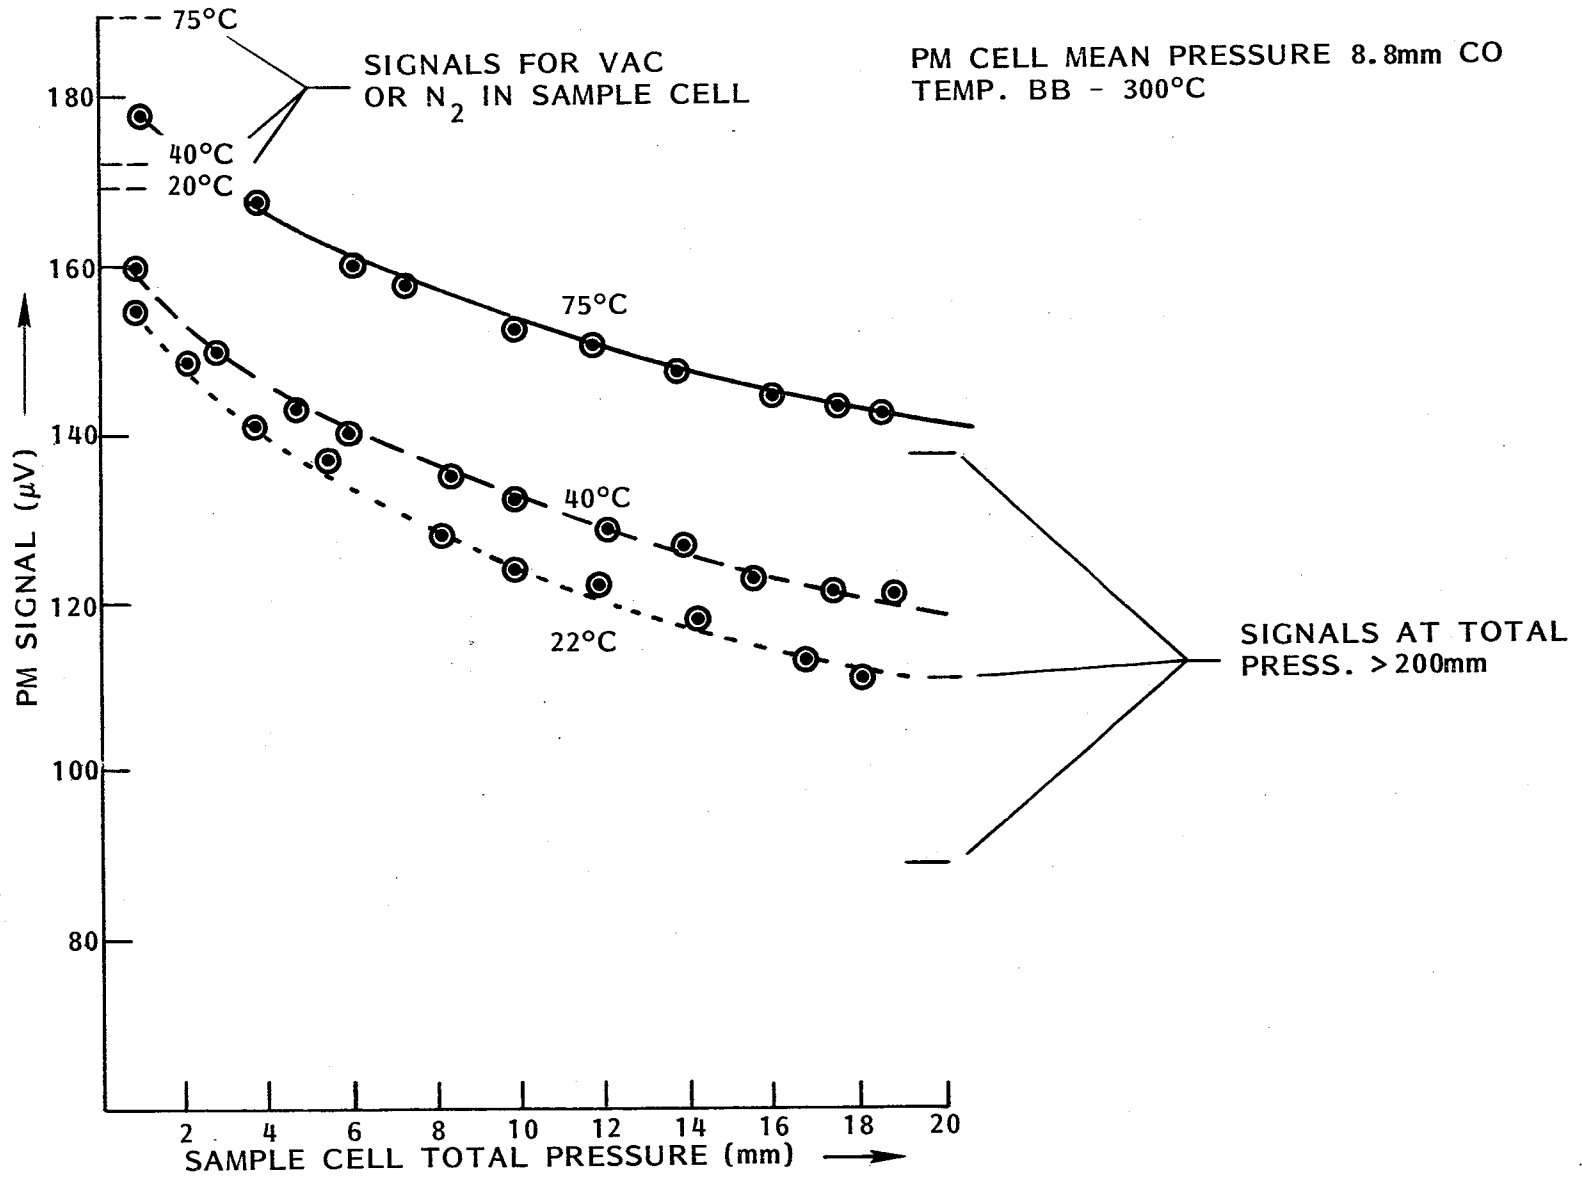 75°C
SIGNALS FOR VAC
OR N2 IN SAMPLE CELL
PM CELL MEAN PRESSURE 8.8mm CO
TEMP. BB - 300°C
180
40°C
20°C
160
75°C
140
40°C
120
22°C
SIGNALS AT TOTAL
PRESS. >200mm
100
80
PM SIGNAL (μV)
2 4 6 8 10 12 14 16 18 20
SAMPLE CELL TOTAL PRESSURE (mm)